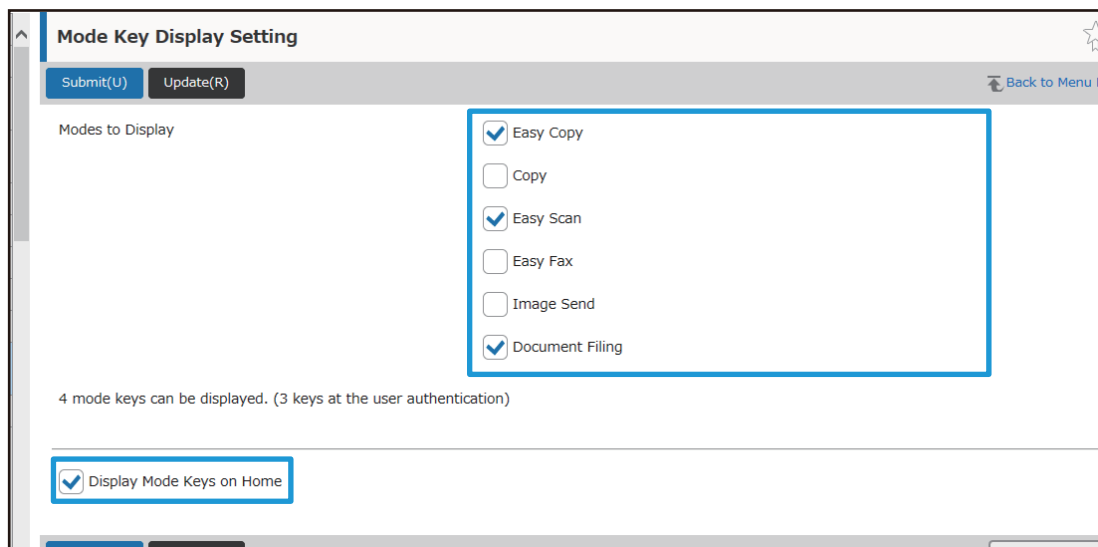 Mode Key Display Setting
Submit(U) Update(R) Back to Menu
Modes to Display
Easy Copy
Copy
Easy Scan
Easy Fax
Image Send
Document Filing
4 mode keys can be displayed. (3 keys at the user authentication)
Display Mode Keys on Home